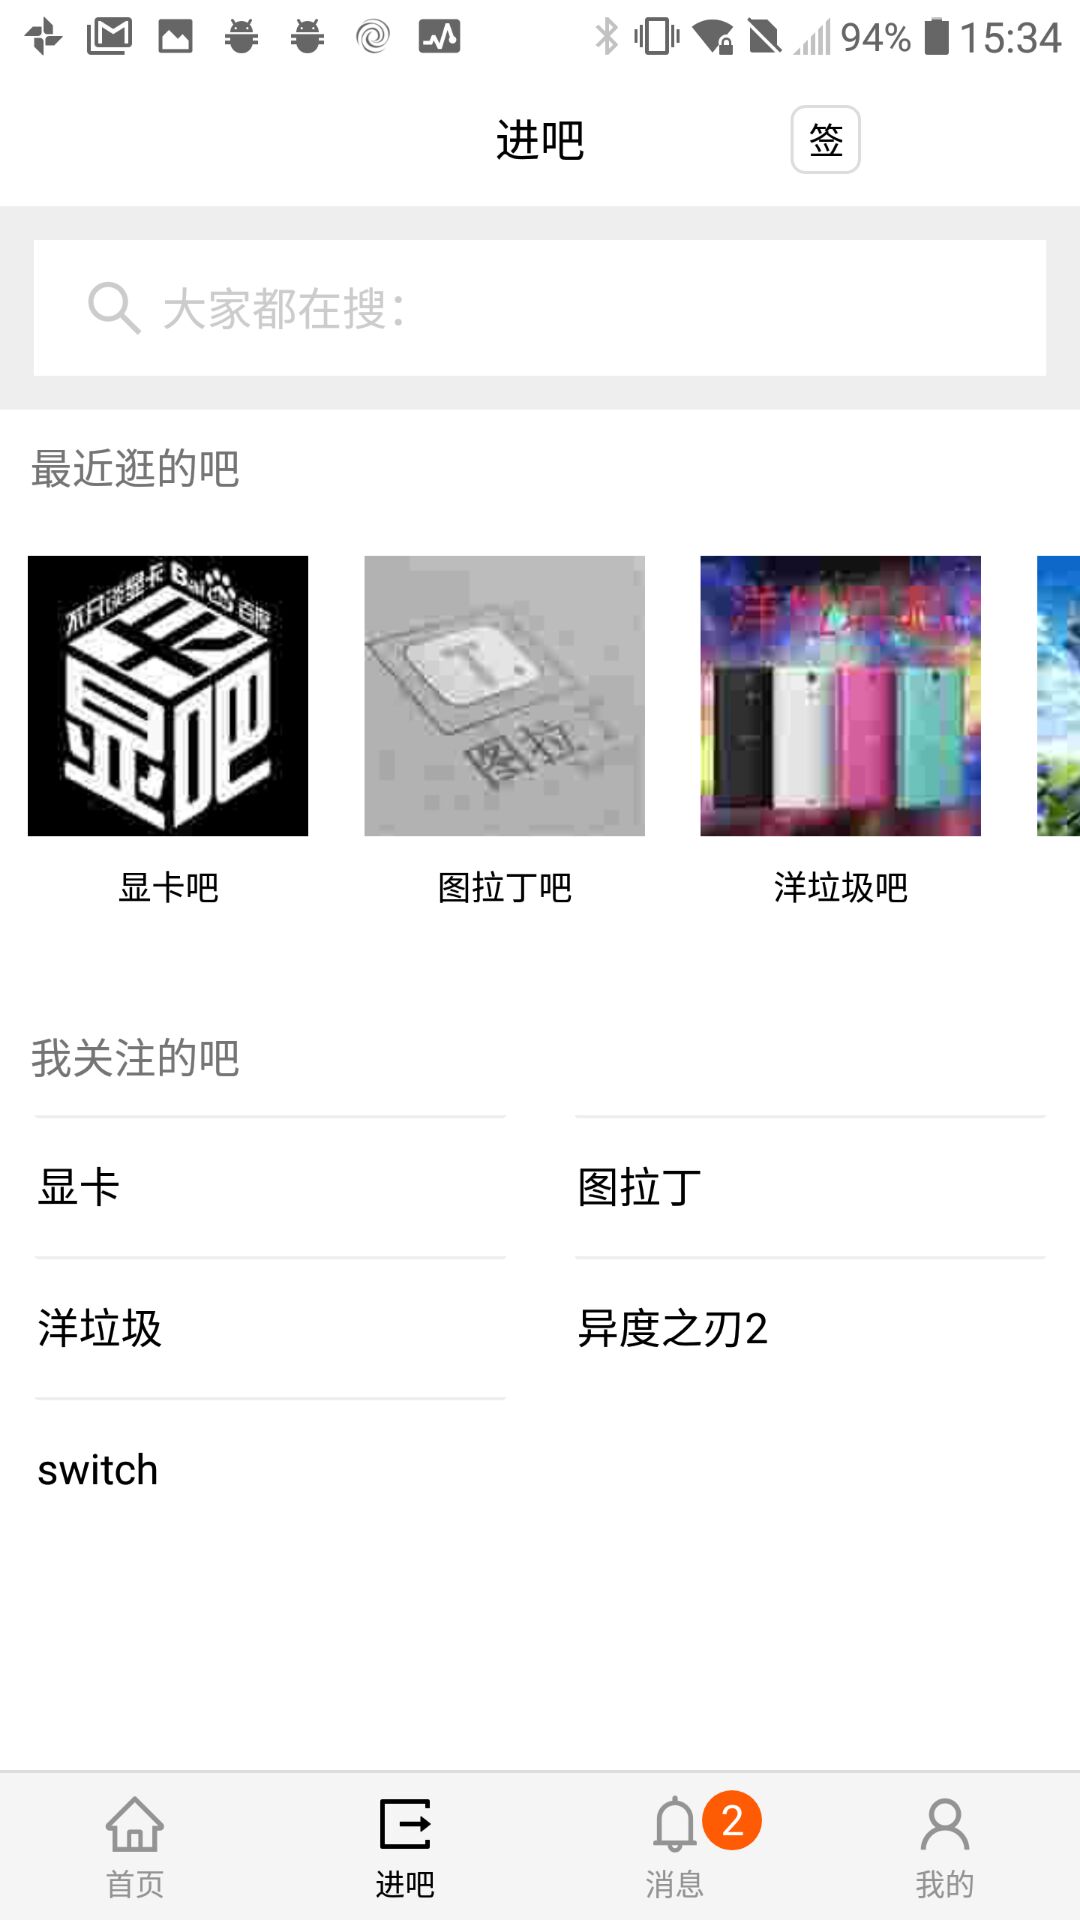 94% 15:34
进吧
签
大家都在搜：
最近逛的吧
不只谈显卡 Bai 百度
卡
显 吧
T
图拉丁
显卡吧
图拉丁吧
洋垃圾吧
我关注的吧
显卡
图拉丁
洋垃圾
异度之刃2
switch
2
首页
进吧
消息
我的